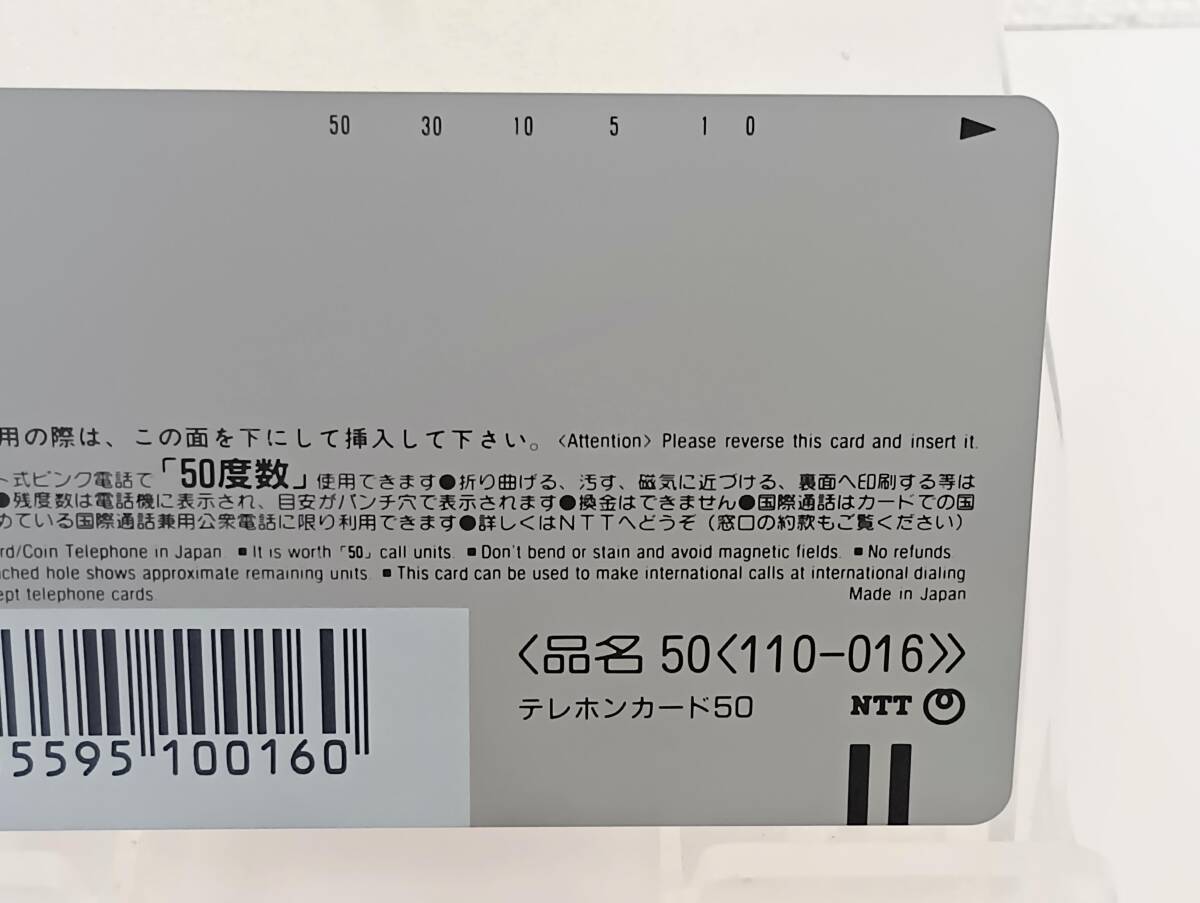 50 30 10 5 1 0
用の際は、この面を下にして挿入して下さい。〈Attention〉Please reverse this card and insert it.
ト式ピンク電話で「50度数」使用できます●折り曲げる、汚す、磁気に近づける、裏面へ印刷する等は
●残度数は電話機に表示され、目安がパンチ穴で表示されます●換金はできません●国際通話はカードでの国
めている国際通話兼用公衆電話に限り利用できます●詳しくはNTTへどうぞ（窓口の約款もご覧ください）
rd/Coin Telephone in Japan. ■ It is worth「50」call units. ■ Don't bend or stain and avoid magnetic fields. ■ No refunds.
ched hole shows approximate remaining units. ■ This card can be used to make international calls at international dialing
ept telephone cards.
Made in Japan
〈品名 50〈110-016〉〉
テレホンカード50
NTT
5595 100160